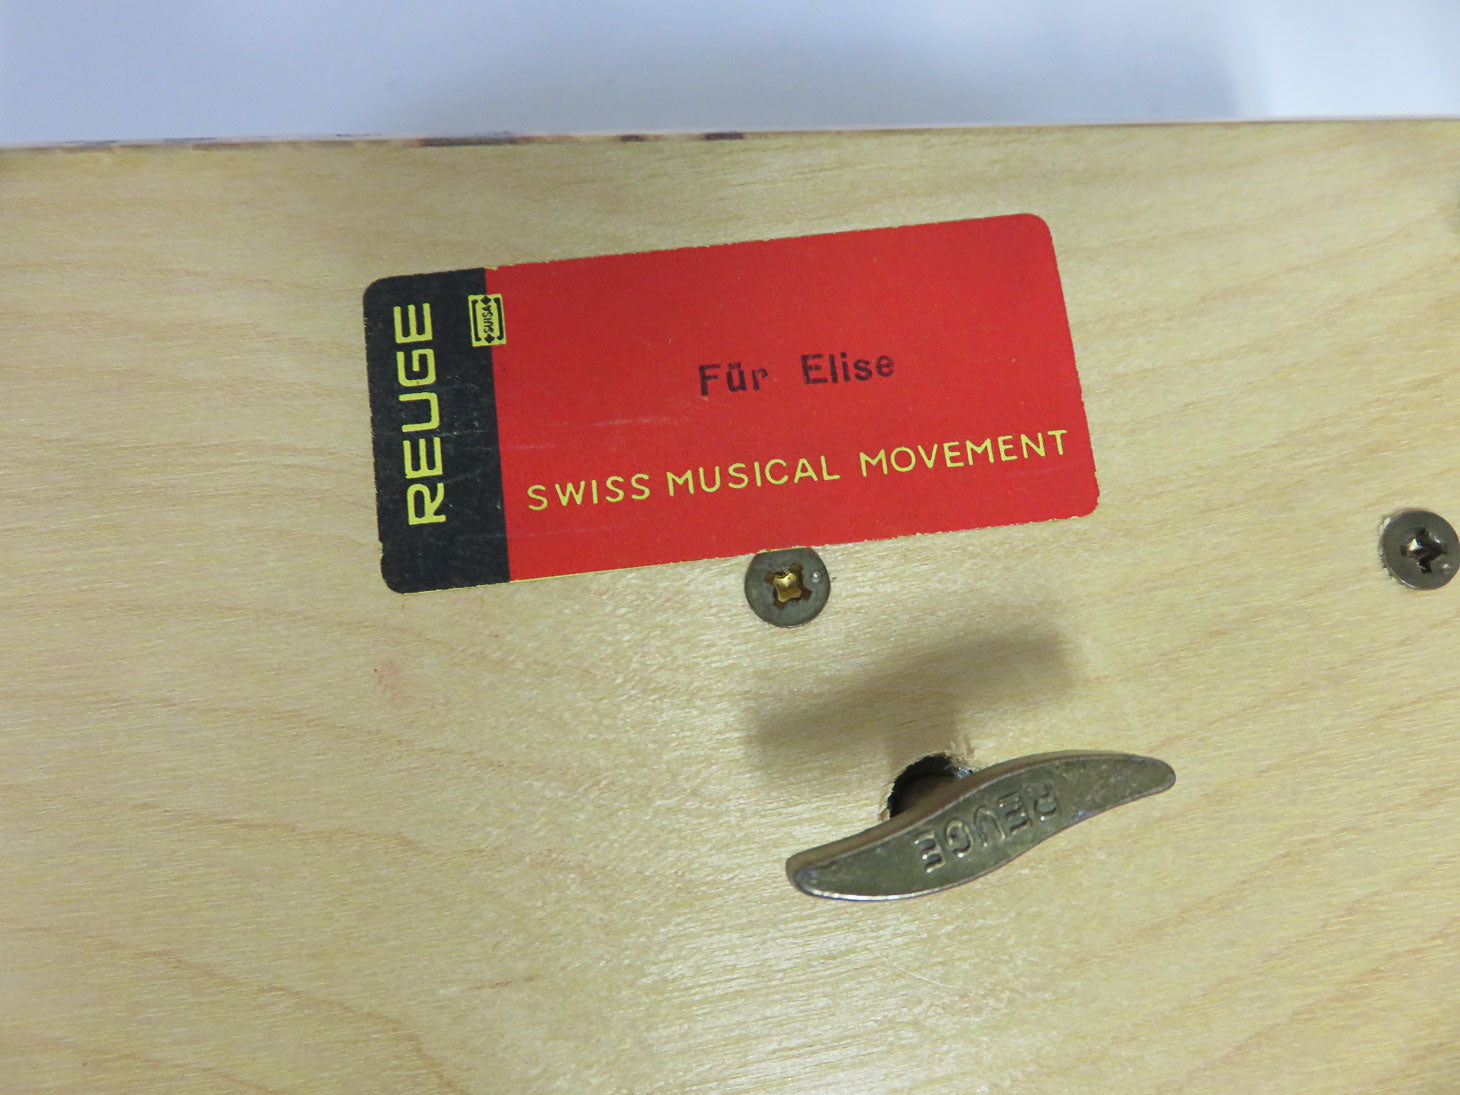 REUGE
SUISA
Für Elise
SWISS MUSICAL MOVEMENT
REUGE